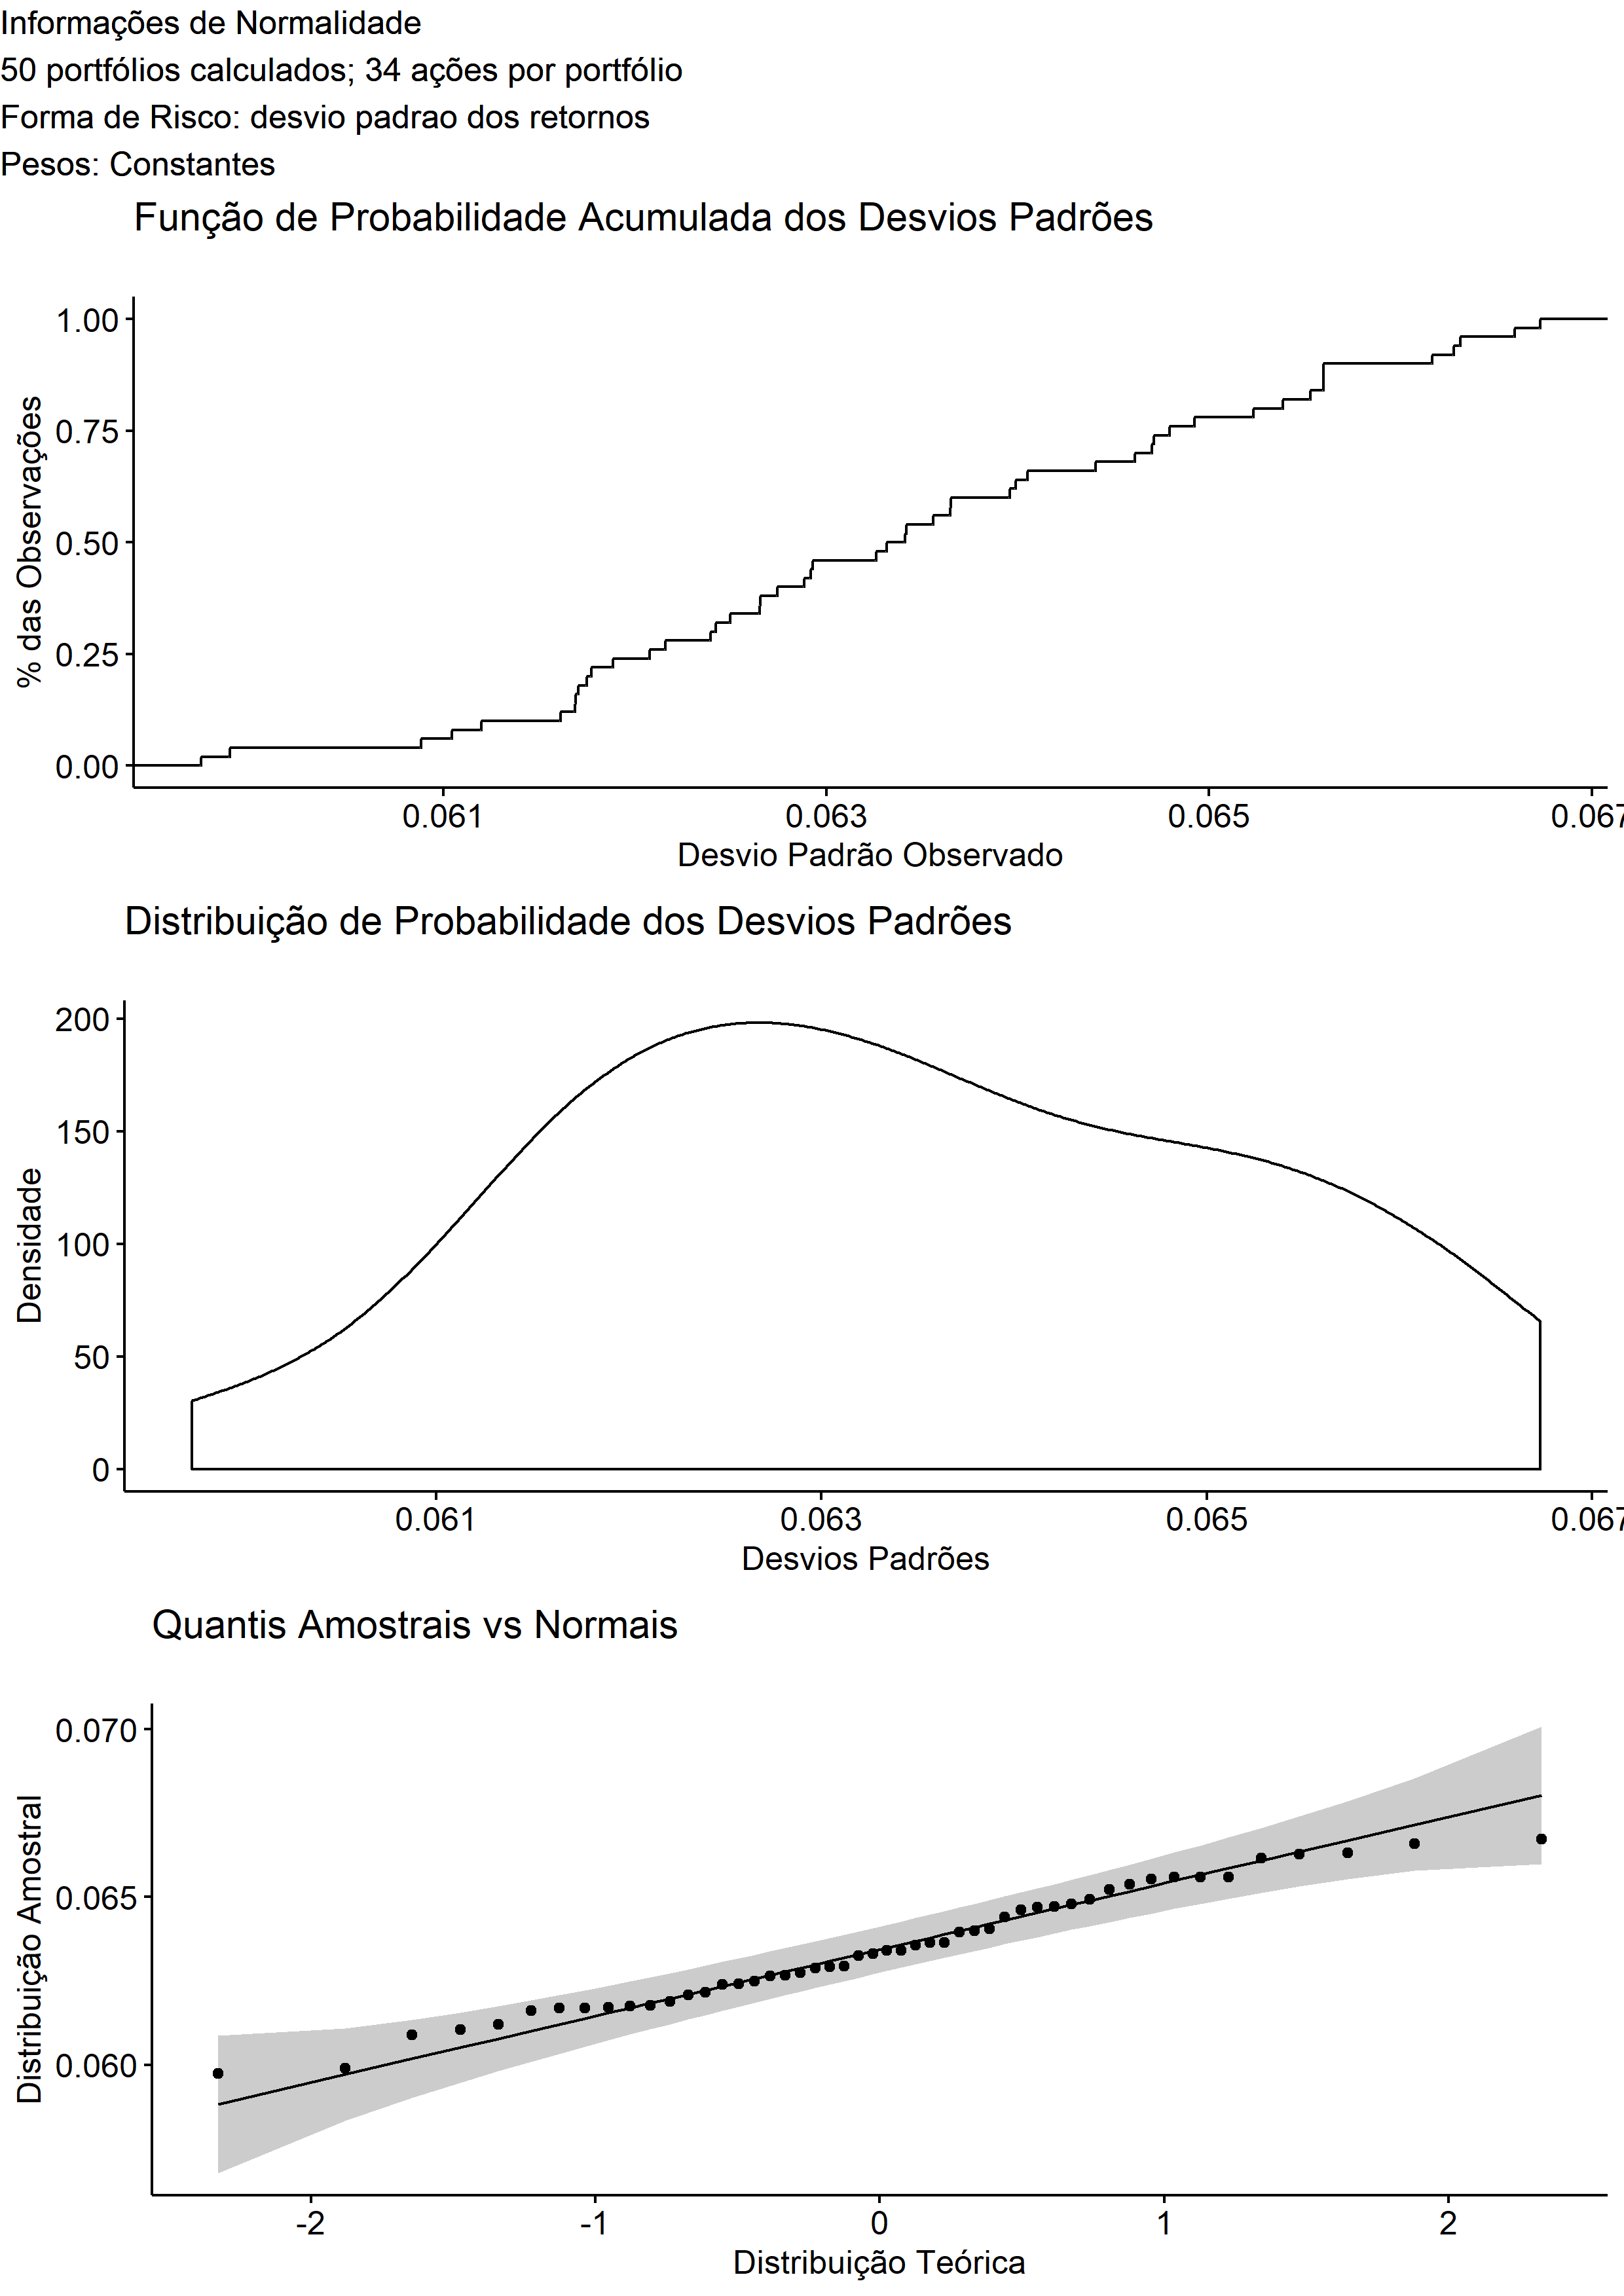 Informações de Normalidade
50 portfólios calculados; 34 ações por portfólio
Forma de Risco: desvio padrao dos retornos
Pesos: Constantes
Função de Probabilidade Acumulada dos Desvios Padrões
% das Observações
1.00
0.75
0.50
0.25
0.00
0.061 0.063 0.065 0.067
Desvio Padrão Observado
Distribuição de Probabilidade dos Desvios Padrões
Densidade
200
150
100
50
0
0.061 0.063 0.065 0.067
Desvios Padrões
Quantis Amostrais vs Normais
Distribuição Amostral
0.070
0.065
0.060
-2 -1 0 1 2
Distribuição Teórica